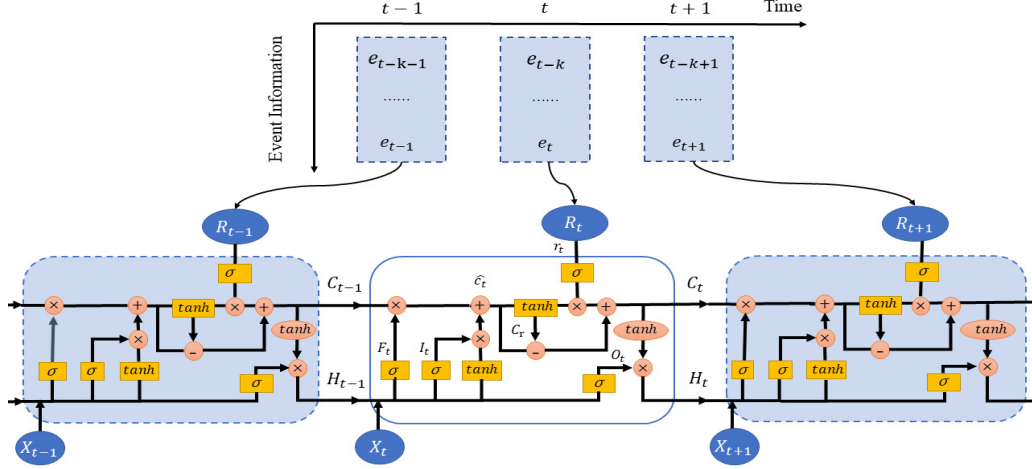 t − 1 t t + 1 Time
Event Information
e_{t−k−1} e_{t−k} e_{t−k+1}
...... ...... ......
e_{t−1} e_t e_{t+1}
R_{t−1} R_t R_{t+1}
r_t
σ σ σ
C_{t−1} ĉ_t C_t
× + tanh × + × + tanh × + × + tanh × +
tanh C_r tanh tanh
× − F_t I_t × − O_t × −
σ σ tanh σ × H_{t−1} σ σ tanh σ × H_t σ σ tanh σ ×
X_{t−1} X_t X_{t+1}